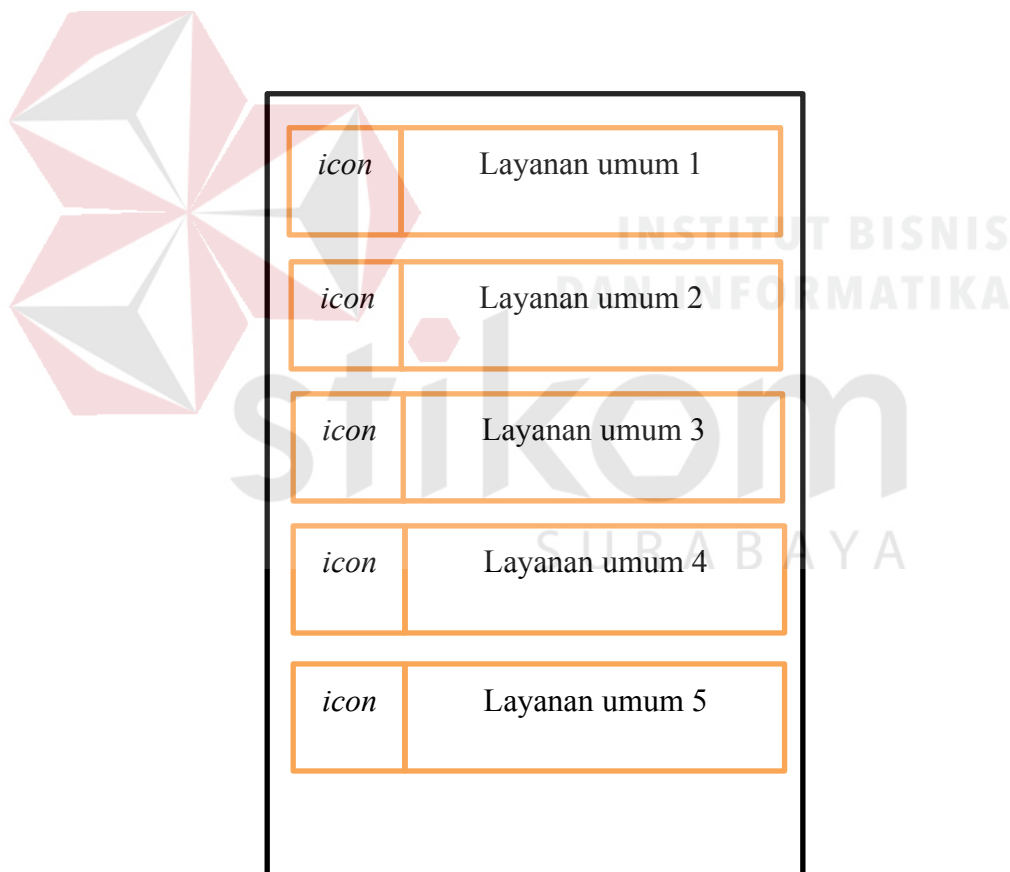 icon Layanan umum 1
INSTITUT BISNIS
DAN INFORMATIKA
icon Layanan umum 2
stikom
icon Layanan umum 3
SURABAYA
icon Layanan umum 4
icon Layanan umum 5